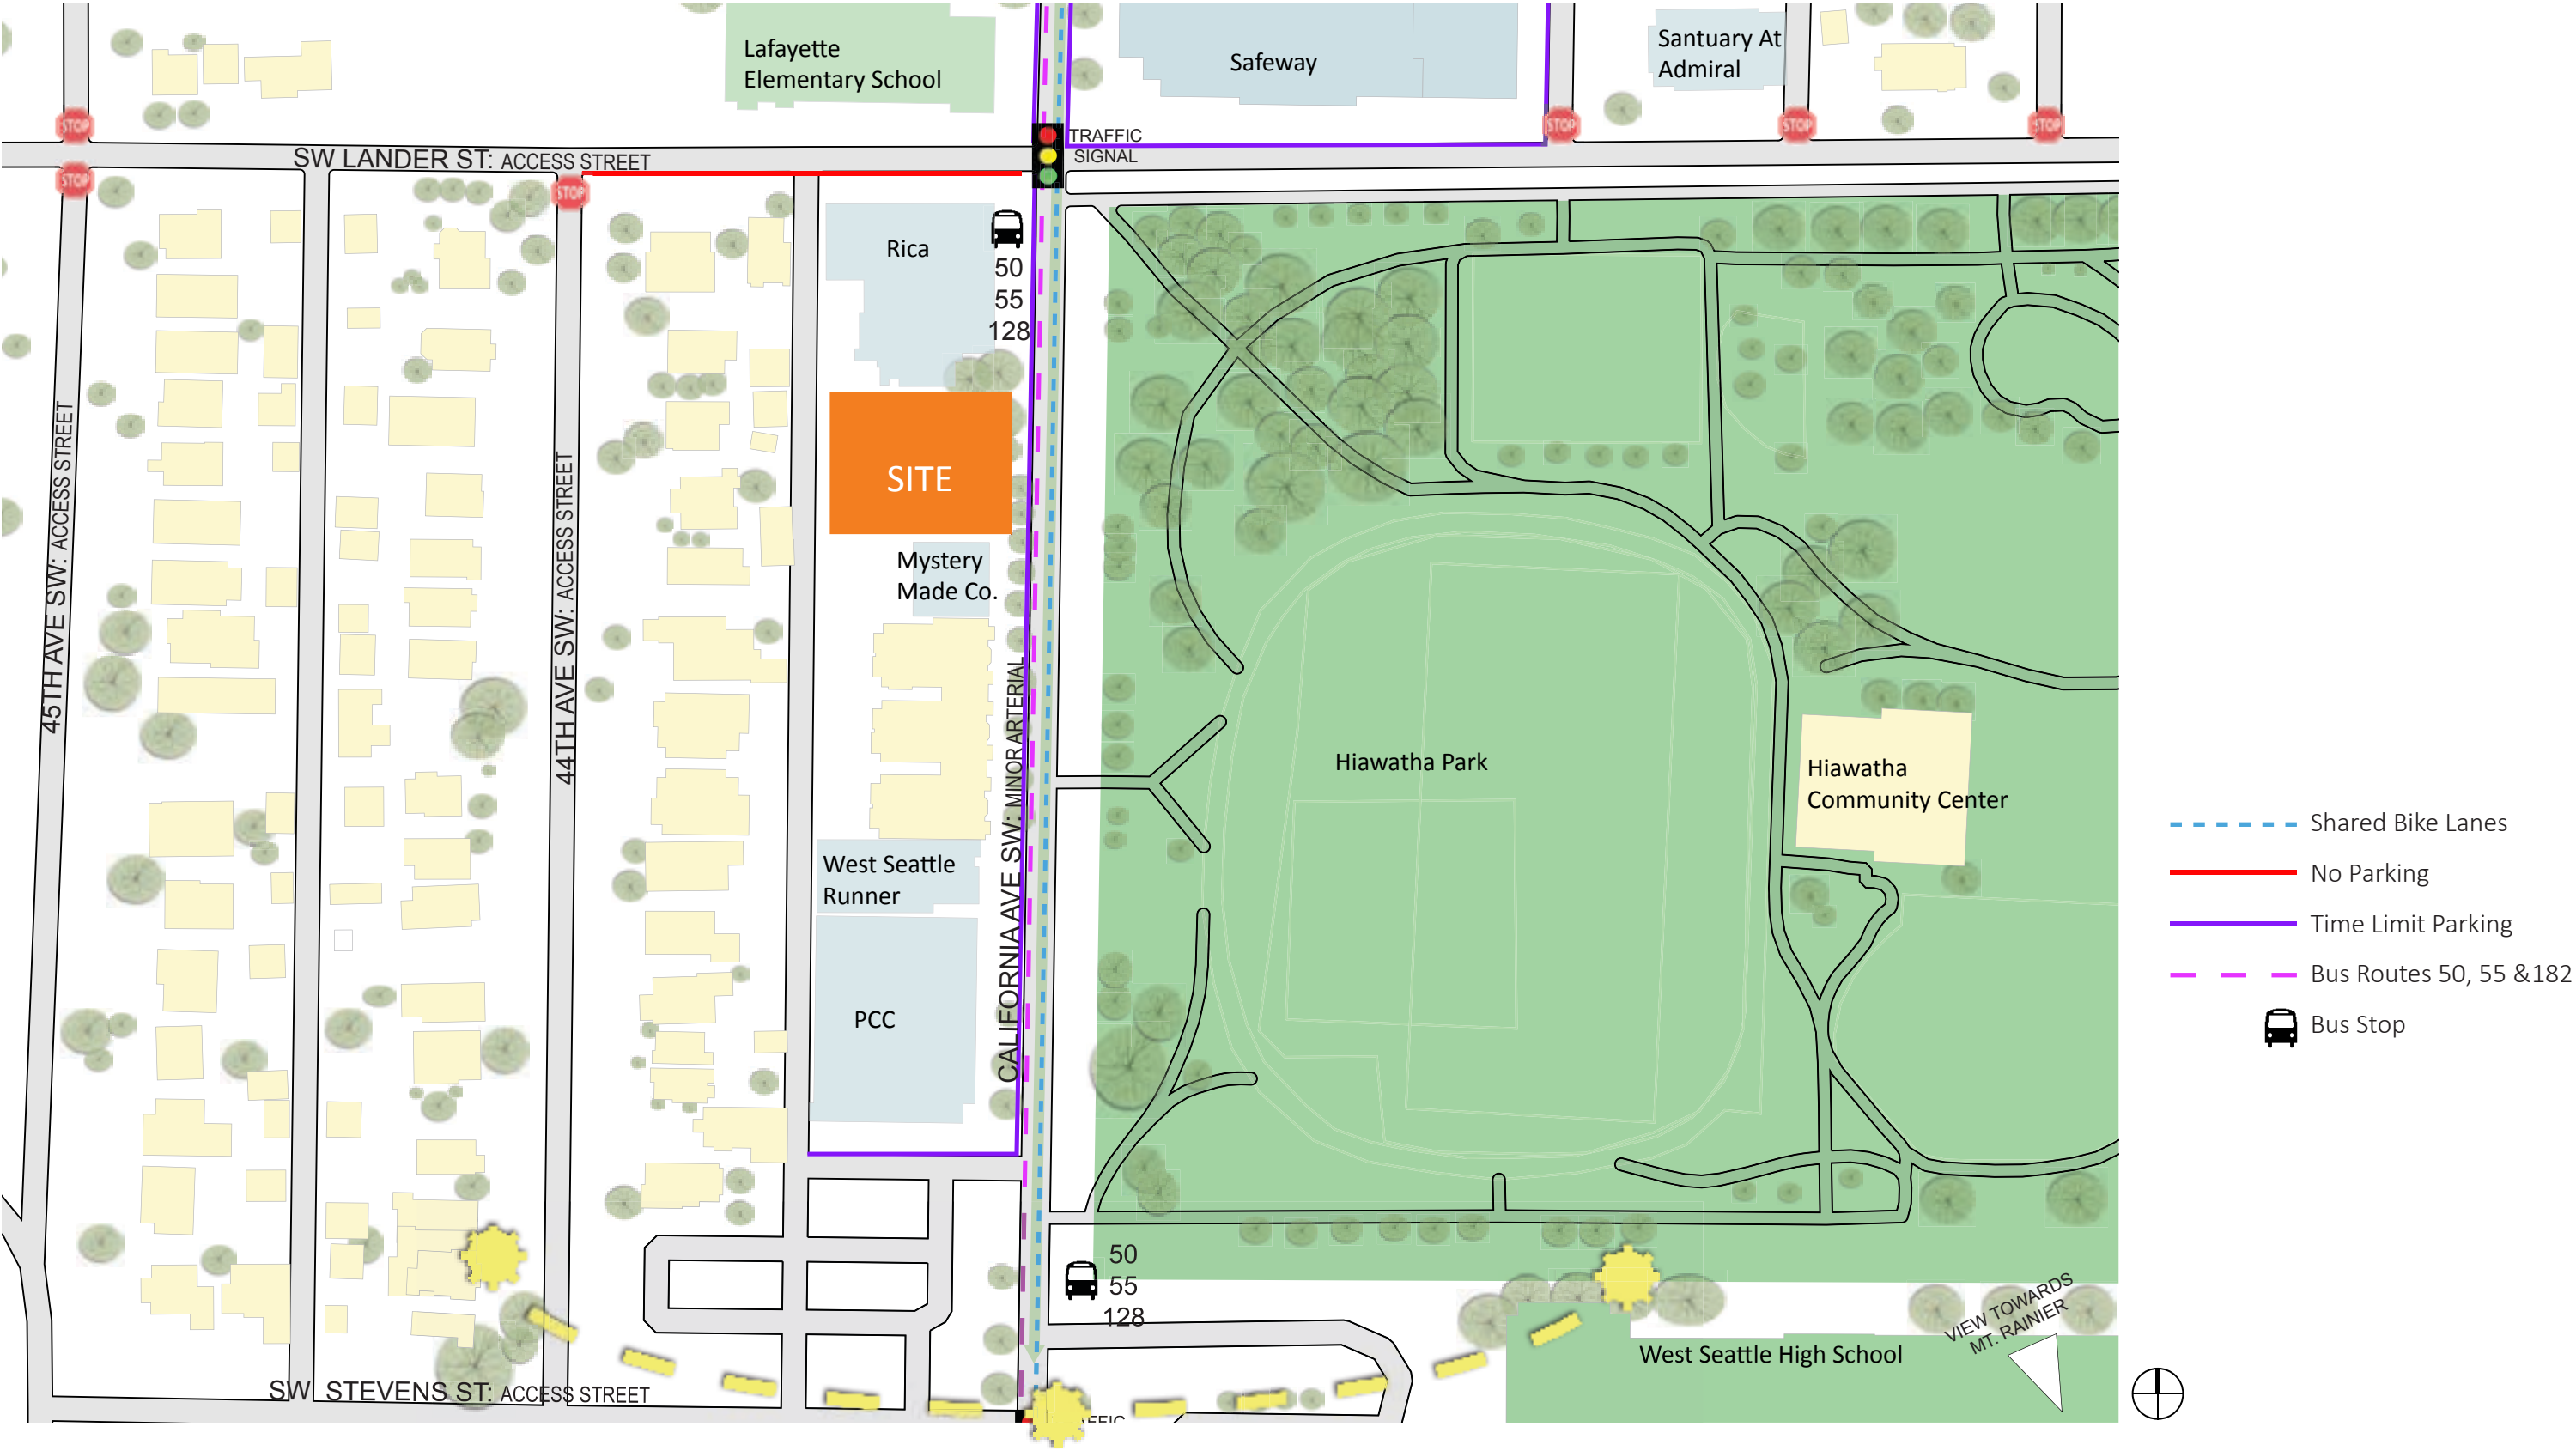 Lafayette
Elementary School
Safeway
Santuary At
Admiral
STOP
STOP
STOP
STOP
TRAFFIC
SIGNAL
SW LANDER ST: ACCESS STREET
STOP
STOP
Rica
50
55
128
SITE
Mystery
Made Co.
45TH AVE SW: ACCESS STREET
44TH AVE SW: ACCESS STREET
CALIFORNIA AVE SW: MINOR ARTERIAL
Hiawatha Park
Hiawatha
Community Center
West Seattle
Runner
PCC
Shared Bike Lanes
No Parking
Time Limit Parking
Bus Routes 50, 55 &182
Bus Stop
50
55
128
VIEW TOWARDS
MT. RAINIER
West Seattle High School
SW STEVENS ST: ACCESS STREET